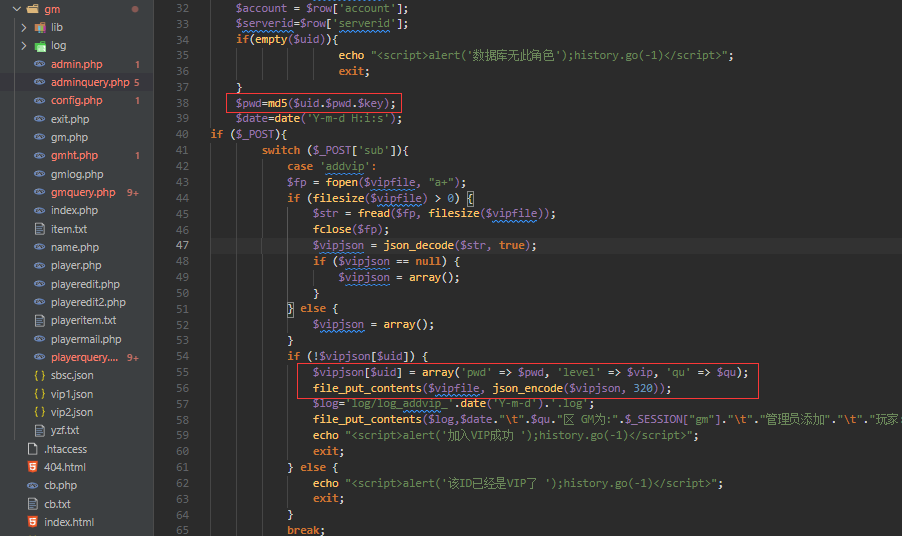 gm
lib
log
admin.php 1
adminquery.php 5
config.php 1
exit.php
gm.php
gmht.php 1
gmlog.php
gmquery.php 9+
index.php
item.txt
name.php
player.php
playeredit.php
playeredit2.php
playeritem.txt
playermail.php
playerquery.... 9+
sbsc.json
vip1.json
vip2.json
yzf.txt
.htaccess
404.html
cb.php
cb.txt
index.html
32 $account = $row['account'];
33 $serverid=$row['serverid'];
34 if(empty($uid)){
35 echo "<script>alert('数据库无此角色');history.go(-1)</script>";
36 exit;
37 }
38 $pwd=md5($uid.$pwd.$key);
39 $date=date('Y-m-d H:i:s');
40 if ($_POST){
41 switch ($_POST['sub']){
42 case 'addvip':
43 $fp = fopen($vipfile, "a+");
44 if (filesize($vipfile) > 0) {
45 $str = fread($fp, filesize($vipfile));
46 fclose($fp);
47 $vipjson = json_decode($str, true);
48 if ($vipjson == null) {
49 $vipjson = array();
50 }
51 } else {
52 $vipjson = array();
53 }
54 if (!$vipjson[$uid]) {
55 $vipjson[$uid] = array('pwd' => $pwd, 'level' => $vip, 'qu' => $qu);
56 file_put_contents($vipfile, json_encode($vipjson, 320));
57 $log='log/log_addvip_'.date('Y-m-d').'.log';
58 file_put_contents($log,$date."\t".$qu."区 GM为:".$_SESSION["gm"]."\t"."管理员添加"."\t"."玩家:
59 echo "<script>alert('加入VIP成功 ');history.go(-1)</script>";
60 exit;
61 } else {
62 echo "<script>alert('该ID已经是VIP了 ');history.go(-1)</script>";
63 exit;
64 }
65 break;